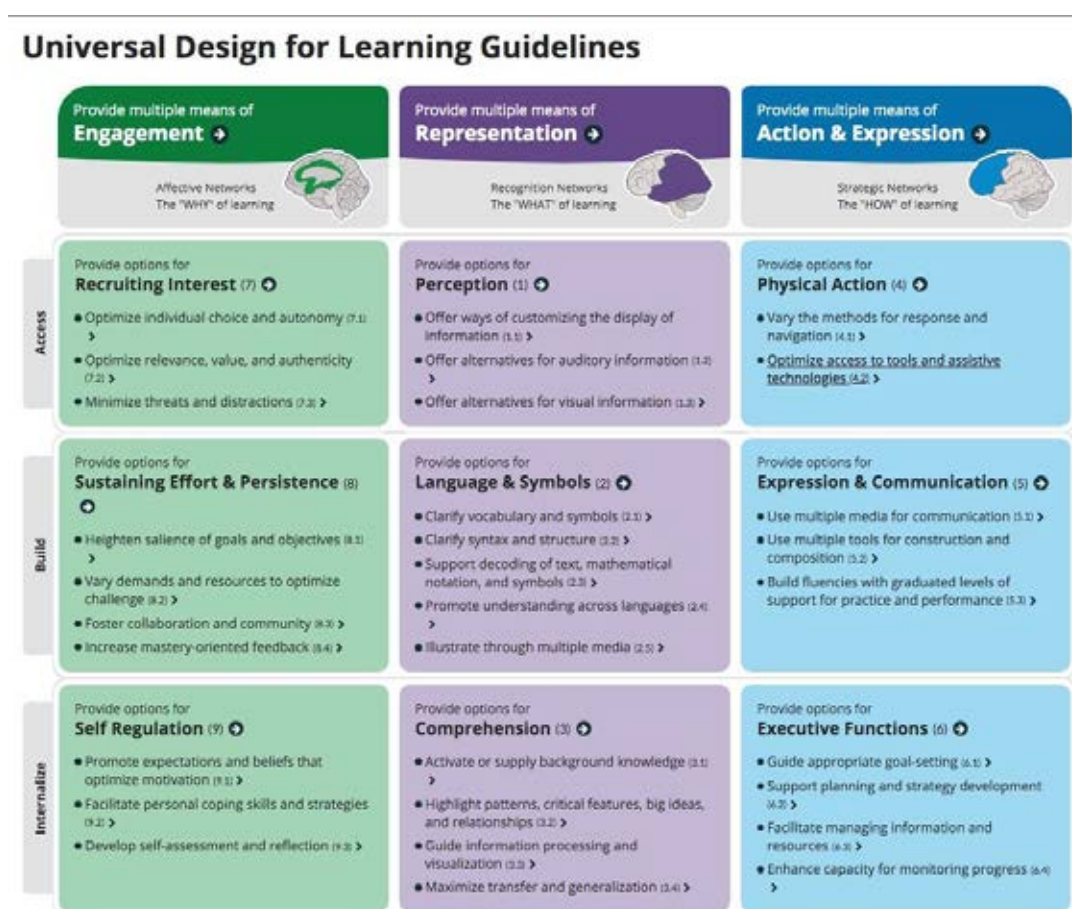 Universal Design for Learning Guidelines
Provide multiple means of
Engagement
Affective Networks
The "WHY" of learning
Provide multiple means of
Representation
Recognition Networks
The "WHAT" of learning
Provide multiple means of
Action & Expression
Strategic Networks
The "HOW" of learning
Access
Provide options for
Recruiting Interest (7)
Optimize individual choice and autonomy (7.1)
Optimize relevance, value, and authenticity
(7.2)
Minimize threats and distractions (7.3)
Provide options for
Perception (1)
Offer ways of customizing the display of
information (1.1)
Offer alternatives for auditory information (1.2)
Offer alternatives for visual information (1.3)
Provide options for
Physical Action (4)
Vary the methods for response and
navigation (4.1)
Optimize access to tools and assistive
technologies (4.2)
Build
Provide options for
Sustaining Effort & Persistence (8)
Heighten salience of goals and objectives (8.1)
Vary demands and resources to optimize
challenge (8.2)
Foster collaboration and community (8.3)
Increase mastery-oriented feedback (8.4)
Provide options for
Language & Symbols (2)
Clarify vocabulary and symbols (2.1)
Clarify syntax and structure (2.2)
Support decoding of text, mathematical
notation, and symbols (2.3)
Promote understanding across languages (2.4)
Illustrate through multiple media (2.5)
Provide options for
Expression & Communication (5)
Use multiple media for communication (5.1)
Use multiple tools for construction and
composition (5.2)
Build fluencies with graduated levels of
support for practice and performance (5.3)
Internalize
Provide options for
Self Regulation (9)
Promote expectations and beliefs that
optimize motivation (9.1)
Facilitate personal coping skills and strategies
(9.2)
Develop self-assessment and reflection (9.3)
Provide options for
Comprehension (3)
Activate or supply background knowledge (3.1)
Highlight patterns, critical features, big ideas,
and relationships (3.2)
Guide information processing and
visualization (3.3)
Maximize transfer and generalization (3.4)
Provide options for
Executive Functions (6)
Guide appropriate goal-setting (6.1)
Support planning and strategy development
(6.2)
Facilitate managing information and
resources (6.3)
Enhance capacity for monitoring progress (6.4)